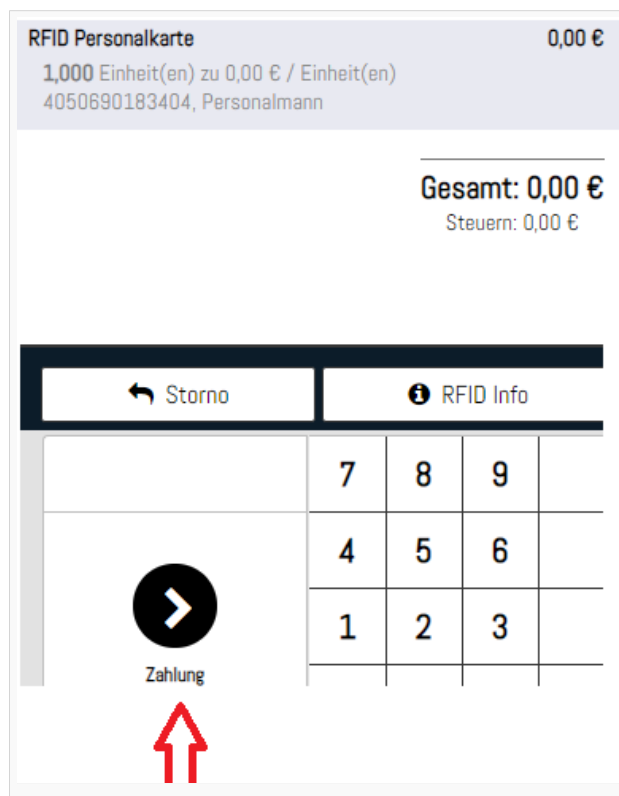 RFID Personalkarte 0,00 €
1,000 Einheit(en) zu 0,00 € / Einheit(en)
4050690183404, Personalmann
Gesamt: 0,00 €
Steuern: 0,00 €
Storno RFID Info
7 8 9
4 5 6
1 2 3
Zahlung